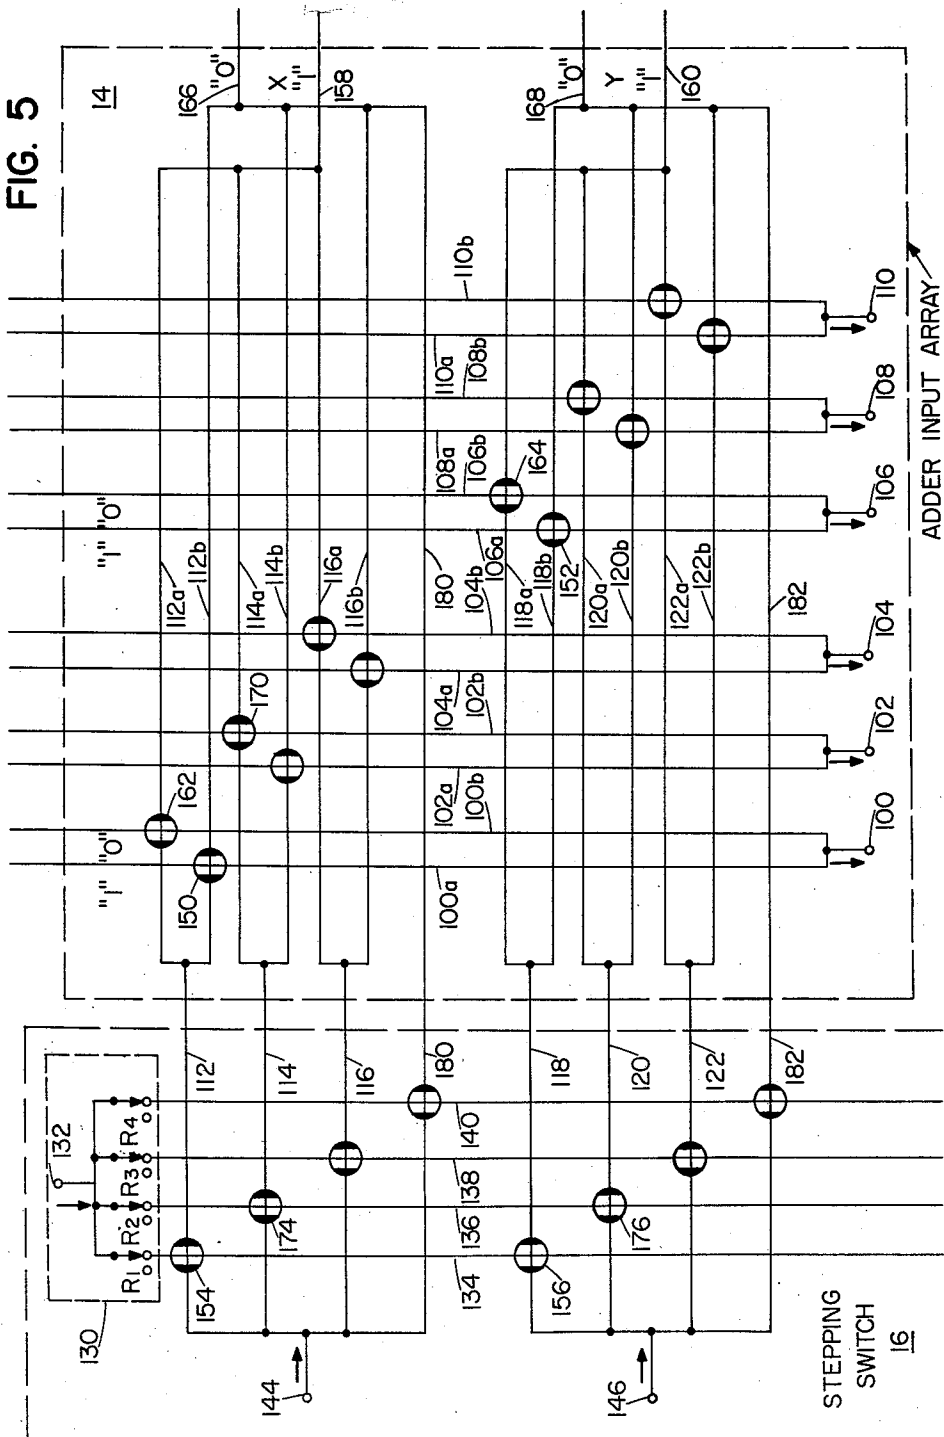 FIG. 5
14
166
"0"
X
"1"
158
168
"0"
Y
"1"
160
110b
110a
108b
108a
106b
"1" "0"
112a
112b
114a
114b
116a
116b
180
104b
106a
118a
118b
152
120a
120b
122a
122b
182
164
170
104a
102b
162
102a
100b
"1" "0"
150
100a
110
108
106
104
102
100
ADDER INPUT ARRAY
112
114
116
180
118
120
122
182
132
R1
R2
R3
R4
130
140
138
136
134
154
174
156
176
144
146
STEPPING
SWITCH
16